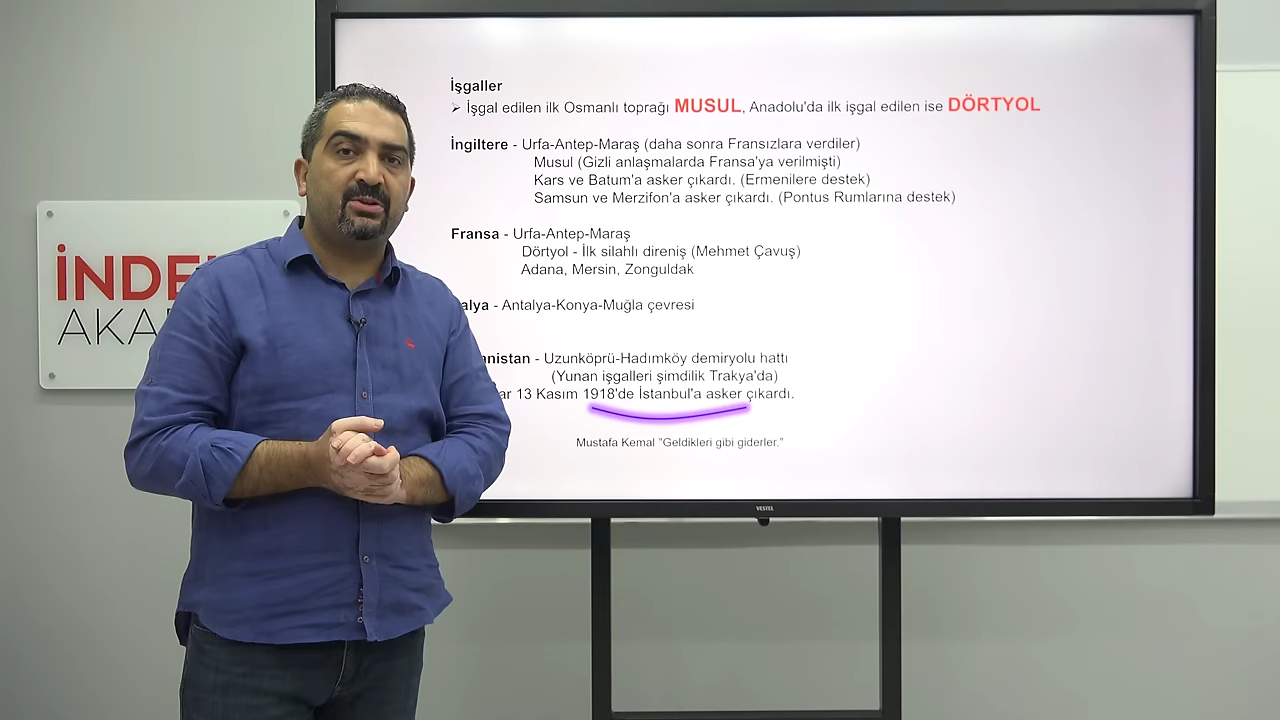 İşgaller
➢ İşgal edilen ilk Osmanlı toprağı MUSUL, Anadolu'da ilk işgal edilen ise DÖRTYOL
İngiltere - Urfa-Antep-Maraş (daha sonra Fransızlara verdiler)
Musul (Gizli anlaşmalarda Fransa'ya verilmişti)
Kars ve Batum'a asker çıkardı. (Ermenilere destek)
Samsun ve Merzifon'a asker çıkardı. (Pontus Rumlarına destek)
Fransa - Urfa-Antep-Maraş
Dörtyol - İlk silahlı direniş (Mehmet Çavuş)
Adana, Mersin, Zonguldak
alya - Antalya-Konya-Muğla çevresi
nistan - Uzunköprü-Hadımköy demiryolu hattı
(Yunan işgalleri şimdilik Trakya'da)
ar 13 Kasım 1918'de İstanbul'a asker çıkardı.
Mustafa Kemal "Geldikleri gibi giderler."
VESTEL
İNDE
AKA